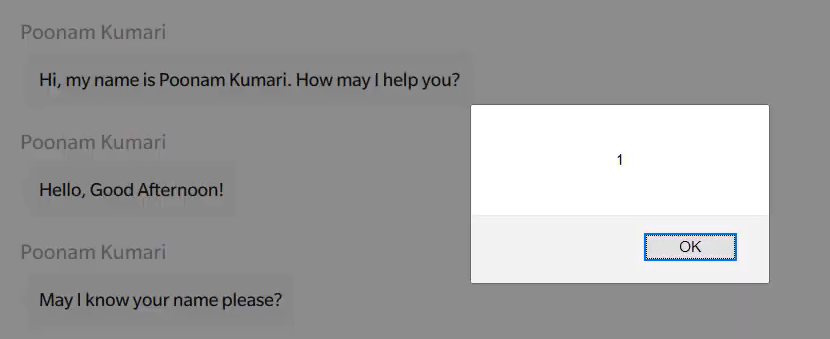 Poonam Kumari
Hi, my name is Poonam Kumari. How may I help you?
Poonam Kumari
Hello, Good Afternoon!
1
OK
Poonam Kumari
May I know your name please?